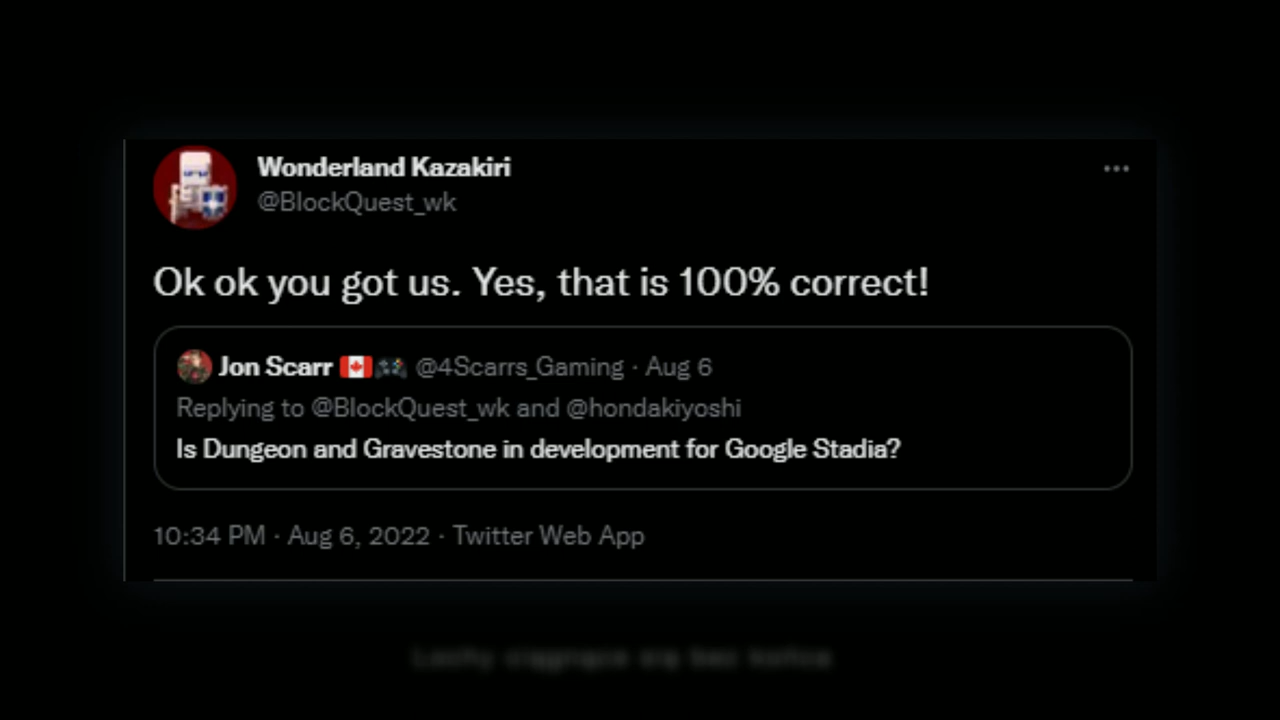 Wonderland Kazakiri
@BlockQuest_wk
Ok ok you got us. Yes, that is 100% correct!
Jon Scarr 🇨🇦🎮 @4Scarrs_Gaming · Aug 6
Replying to @BlockQuest_wk and @hondakiyoshi
Is Dungeon and Gravestone in development for Google Stadia?
10:34 PM · Aug 6, 2022 · Twitter Web App